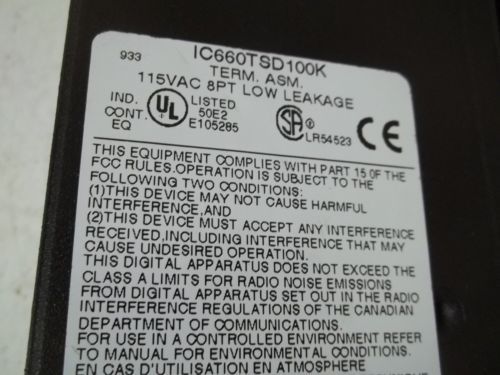 933
IC660TSD100K
TERM. ASM.
115VAC 8PT LOW LEAKAGE
IND.
CONT.
EQ
UL
LISTED
50E2
E105285
SA
LR54523
CE
THIS EQUIPMENT COMPLIES WITH PART 15 OF THE
FCC RULES.OPERATION IS SUBJECT TO THE
FOLLOWING TWO CONDITIONS:
(1)THIS DEVICE MAY NOT CAUSE HARMFUL
INTERFERENCE,AND
(2)THIS DEVICE MUST ACCEPT ANY INTERFERENCE
RECEIVED,INCLUDING INTERFERENCE THAT MAY
CAUSE UNDESIRED OPERATION.
THIS DIGITAL APPARATUS DOES NOT EXCEED THE
CLASS A LIMITS FOR RADIO NOISE EMISSIONS
FROM DIGITAL APPARATUS SET OUT IN THE RADIO
INTERFERENCE REGULATIONS OF THE CANADIAN
DEPARTMENT OF COMMUNICATIONS.
FOR USE IN A CONTROLLED ENVIRONMENT REFER
TO MANUAL FOR ENVIRONMENTAL CONDITIONS.
EN CAS D'UTILISATION EN ATMOSPHERE